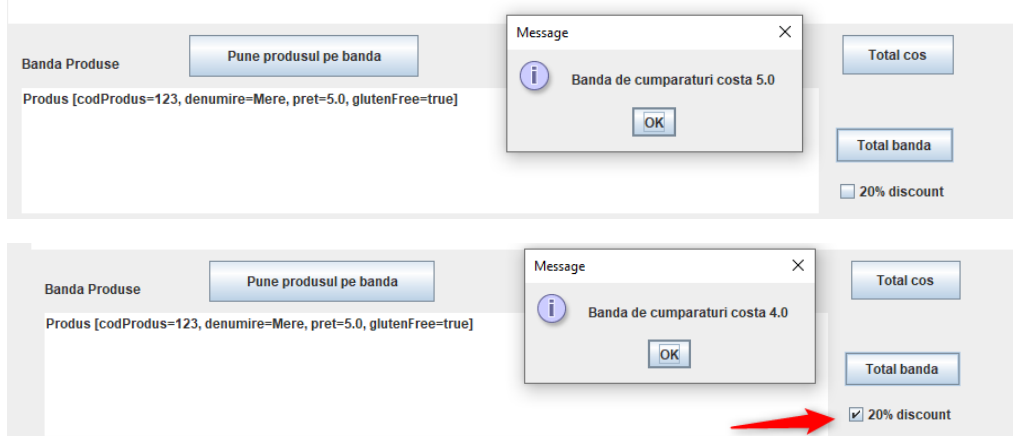 Message
Pune produsul pe banda
Total cos
Banda Produse
Banda de cumparaturi costa 5.0
Produs [codProdus=123, denumire=Mere, pret=5.0, glutenFree=true]
OK
Total banda
20% discount
Message
Pune produsul pe banda
Total cos
Banda Produse
Banda de cumparaturi costa 4.0
Produs [codProdus=123, denumire=Mere, pret=5.0, glutenFree=true]
OK
Total banda
20% discount